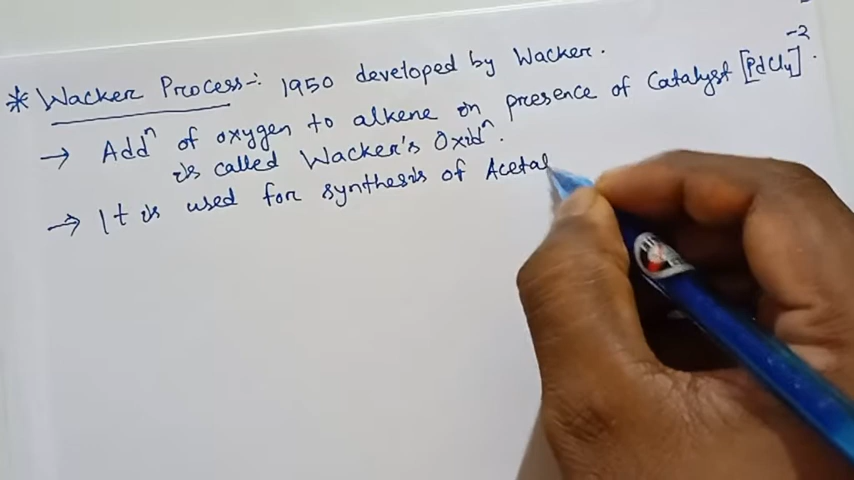 * Wacker Process-: 1950 developed by Wacker.
→ Addⁿ of oxygen to alkene in presence of Catalyst [PdCl₄]⁻².
is called Wacker's Oxidⁿ.
→ It is used for synthesis of Acetal